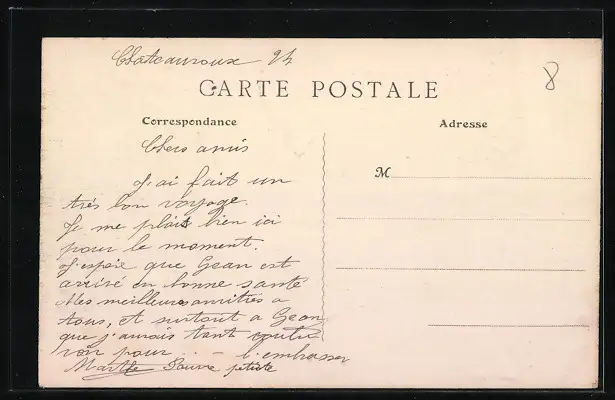 Chateauroux 24
8
CARTE POSTALE
Correspondance
Adresse
Chers amis
M
J'ai fait un
très bon voyage.
Je me plais bien ici
pour le moment.
J'espère que Gean est
arrivé en bonne santé
Mes meilleures amitiés a
tous, et surtout a Gean
que j'aurais tant voulu
voir pour .. - l'embrasser
Marthe